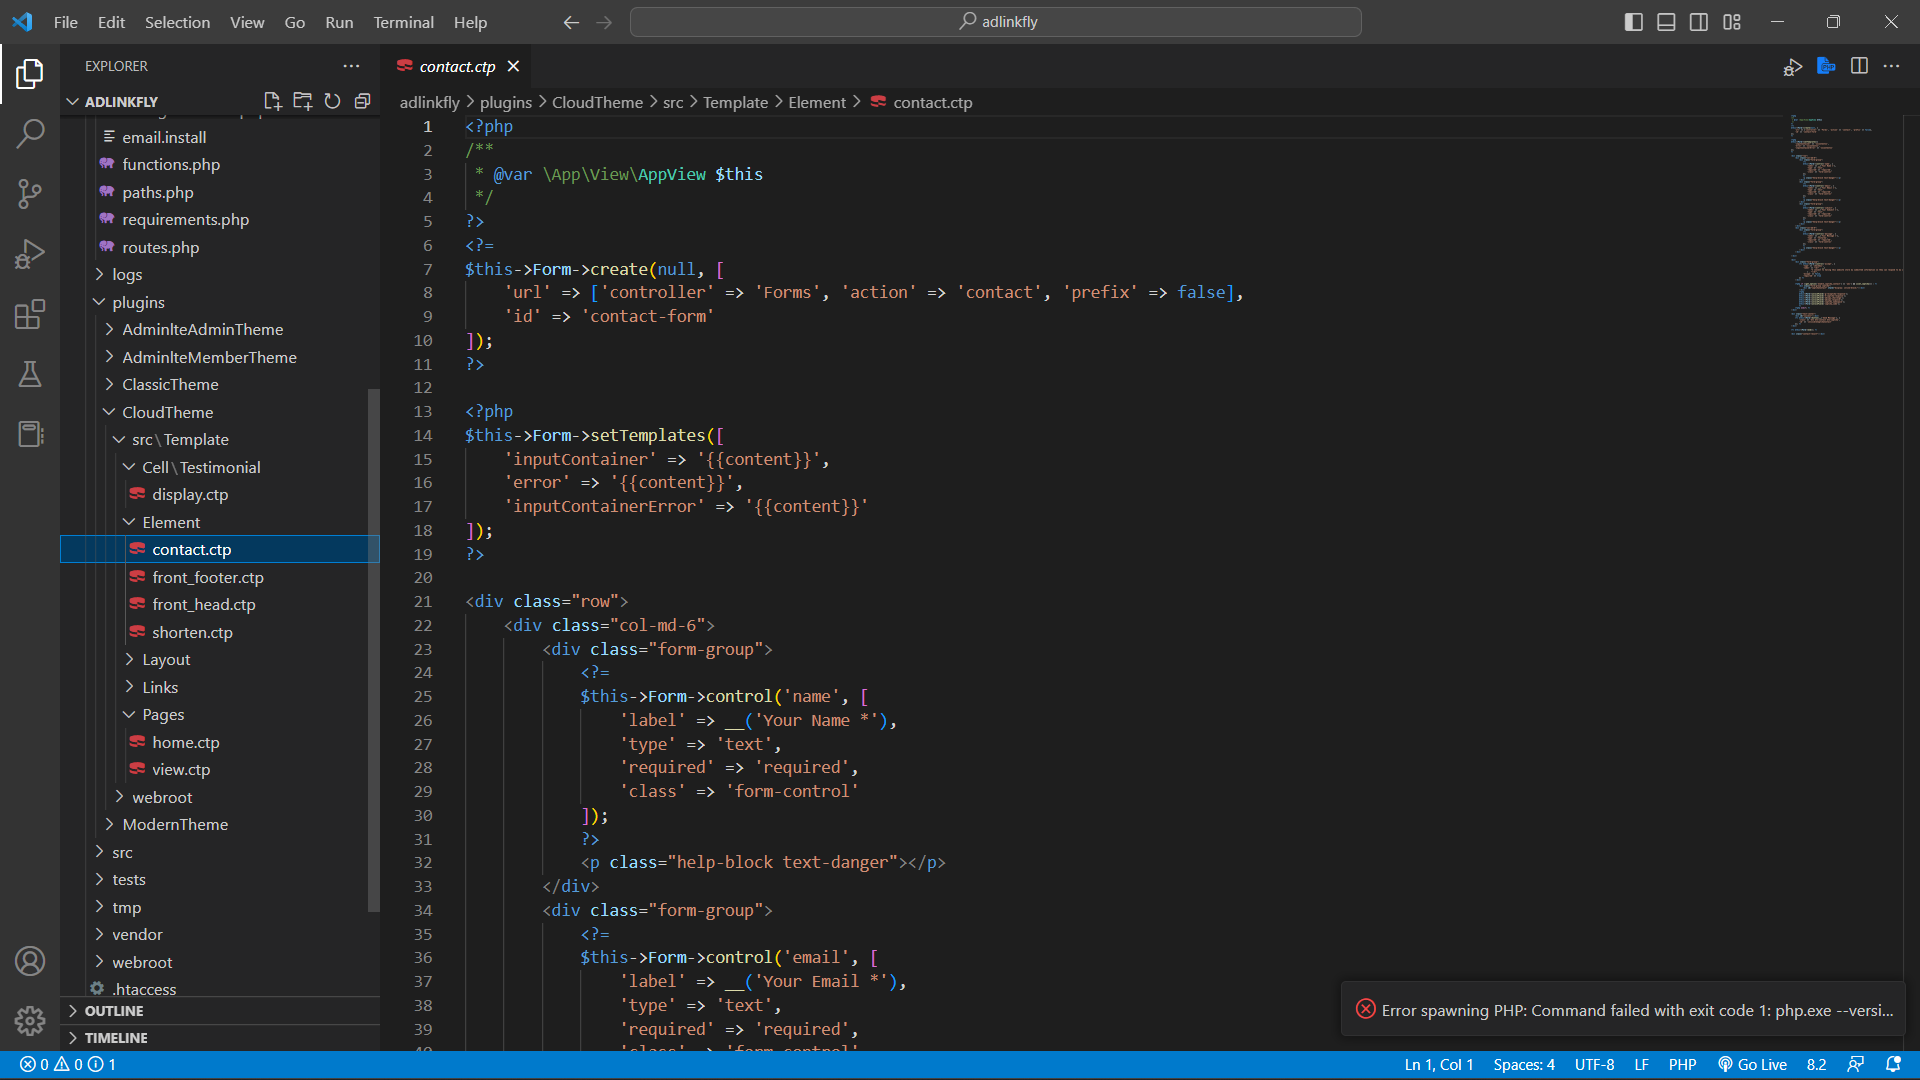 File Edit Selection View Go Run Terminal Help
adlinkfly
EXPLORER
ADLINKFLY
email.install
functions.php
paths.php
requirements.php
routes.php
logs
plugins
AdminlteAdminTheme
AdminlteMemberTheme
ClassicTheme
CloudTheme
src\Template
Cell\Testimonial
display.ctp
Element
contact.ctp
front_footer.ctp
front_head.ctp
shorten.ctp
Layout
Links
Pages
home.ctp
view.ctp
webroot
ModernTheme
src
tests
tmp
vendor
webroot
.htaccess
OUTLINE
TIMELINE
contact.ctp
adlinkfly > plugins > CloudTheme > src > Template > Element > contact.ctp
1 <?php
2 /**
3  * @var \App\View\AppView $this
4  */
5 ?>
6 <?=
7 $this->Form->create(null, [
8     'url' => ['controller' => 'Forms', 'action' => 'contact', 'prefix' => false],
9     'id' => 'contact-form'
10 ]);
11 ?>
12
13 <?php
14 $this->Form->setTemplates([
15     'inputContainer' => '{{content}}',
16     'error' => '{{content}}',
17     'inputContainerError' => '{{content}}'
18 ]);
19 ?>
20
21 <div class="row">
22     <div class="col-md-6">
23         <div class="form-group">
24             <?=
25             $this->Form->control('name', [
26                 'label' => __('Your Name *'),
27                 'type' => 'text',
28                 'required' => 'required',
29                 'class' => 'form-control'
30             ]);
31             ?>
32             <p class="help-block text-danger"></p>
33         </div>
34         <div class="form-group">
35             <?=
36             $this->Form->control('email', [
37                 'label' => __('Your Email *'),
38                 'type' => 'text',
39                 'required' => 'required',
40                 'class' => 'form-control'
Error spawning PHP: Command failed with exit code 1: php.exe --versi...
0 0 1
Ln 1, Col 1 Spaces: 4 UTF-8 LF PHP Go Live 8.2